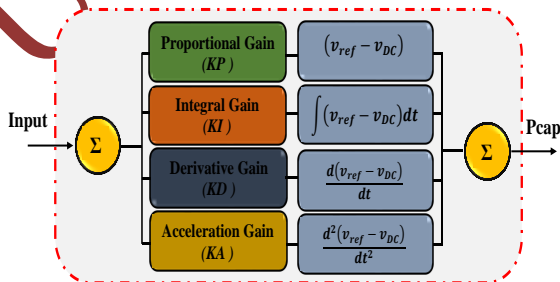 Proportional Gain
(KP )
(v_ref − v_DC)
Input
Σ
Integral Gain
(KI )
∫(v_ref − v_DC)dt
Σ
Pcap
Derivative Gain
(KD )
d(v_ref − v_DC)
dt
Acceleration Gain
(KA )
d²(v_ref − v_DC)
dt²